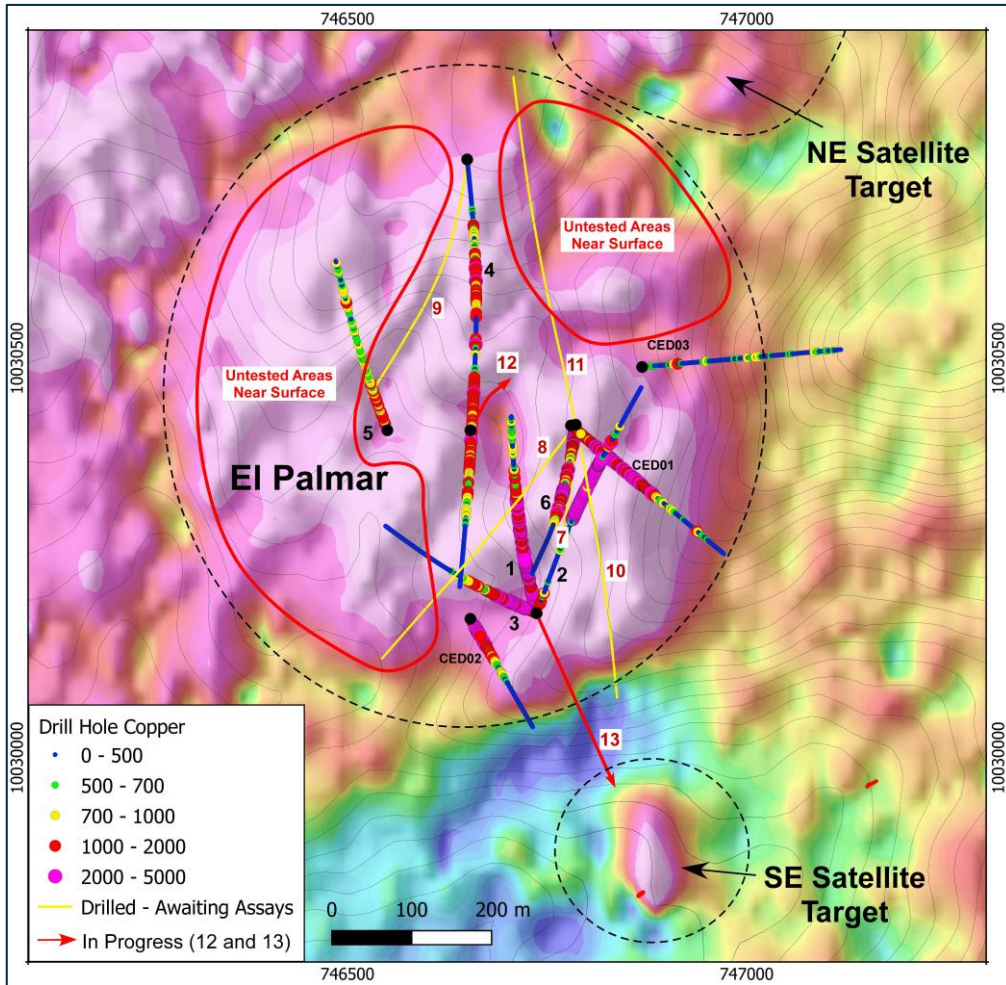 746500
747000
10030500
10030500
10030000
10030000
NE Satellite
Target
Untested Areas
Near Surface
4
9
12
11
CED03
Untested Areas
Near Surface
5
El Palmar
8
CED01
6
7
1
2
10
3
CED02
13
SE Satellite
Target
Drill Hole Copper
0 - 500
500 - 700
700 - 1000
1000 - 2000
2000 - 5000
Drilled - Awaiting Assays
In Progress (12 and 13)
0 100 200 m
746500
747000